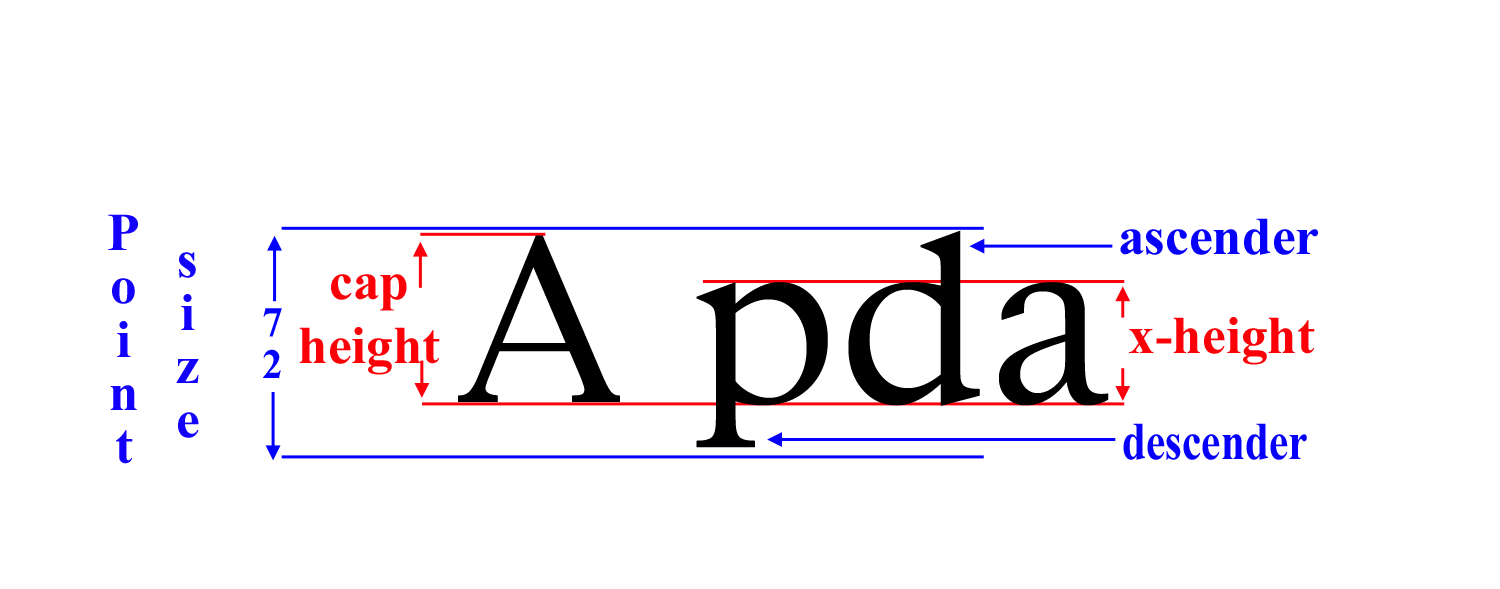 Point
size
72
cap
height
A pda
ascender
x-height
descender